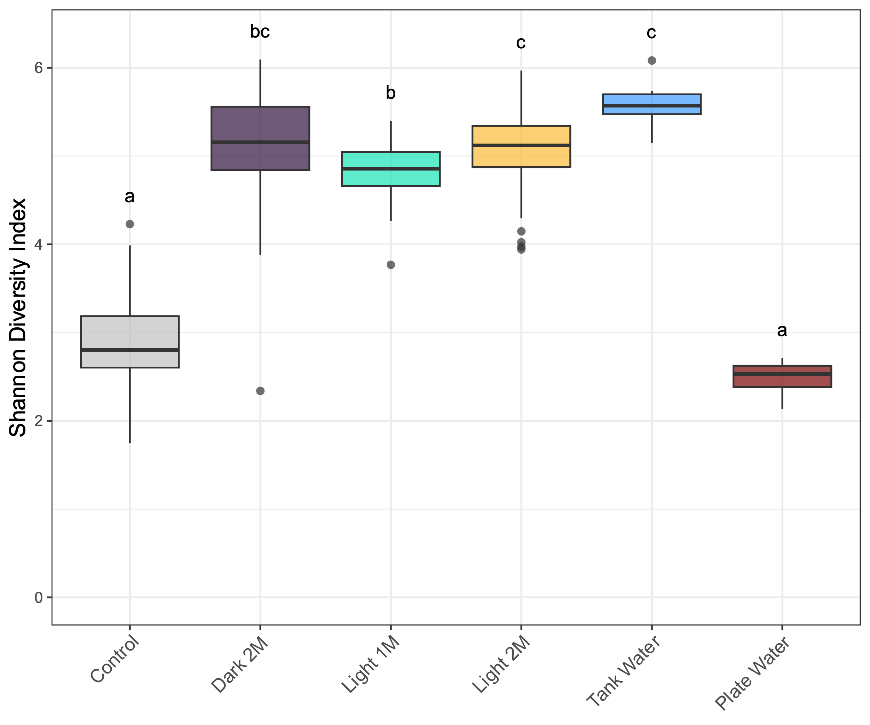 bc
c
c
b
a
a
6
4
2
0
Shannon Diversity Index
Control
Dark 2M
Light 1M
Light 2M
Tank Water
Plate Water